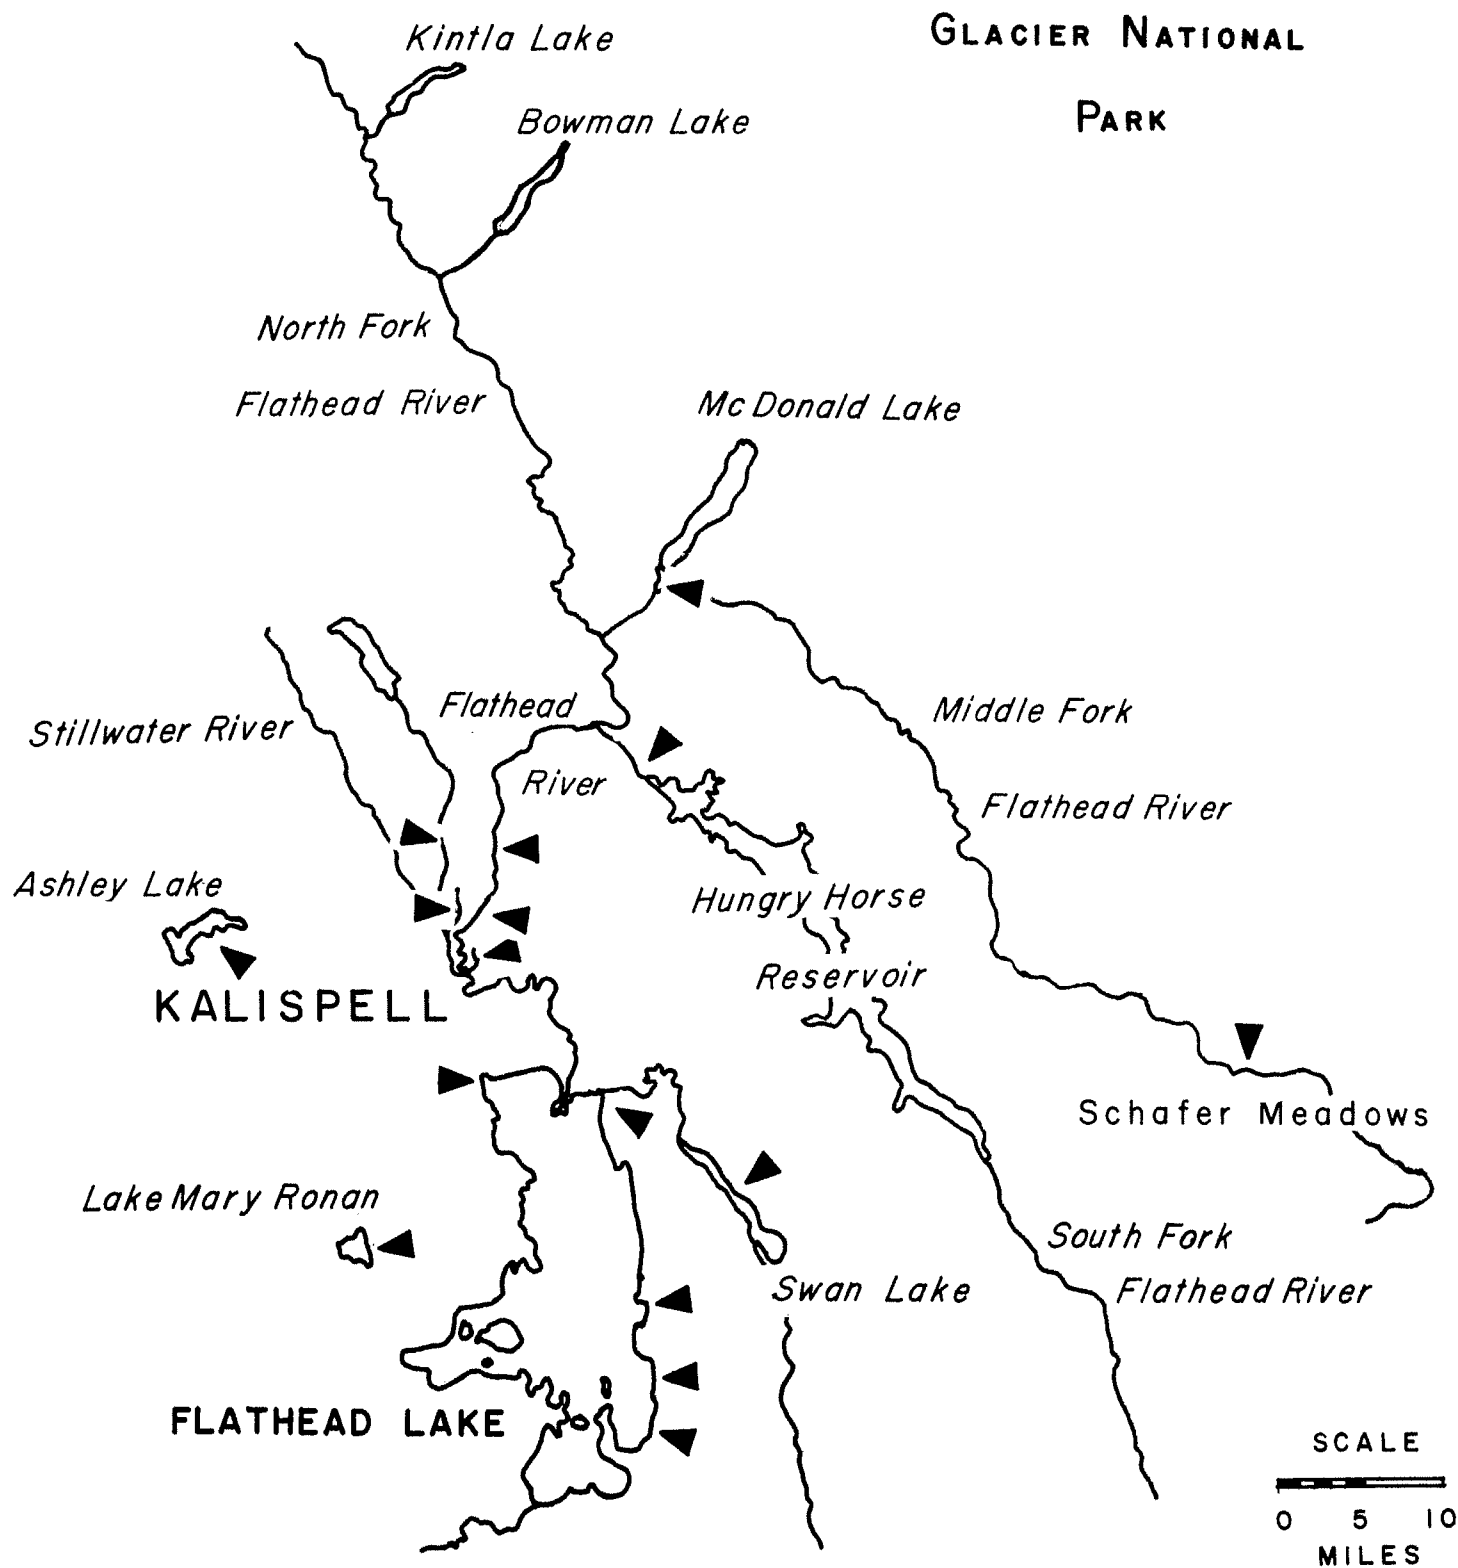 Kintla Lake
GLACIER NATIONAL
PARK
Bowman Lake
North Fork
Flathead River
Mc Donald Lake
Stillwater River
Flathead
River
Middle Fork
Flathead River
Ashley Lake
Hungry Horse
Reservoir
KALISPELL
Schafer Meadows
Lake Mary Ronan
South Fork
Flathead River
Swan Lake
FLATHEAD LAKE
SCALE
0 5 10
MILES